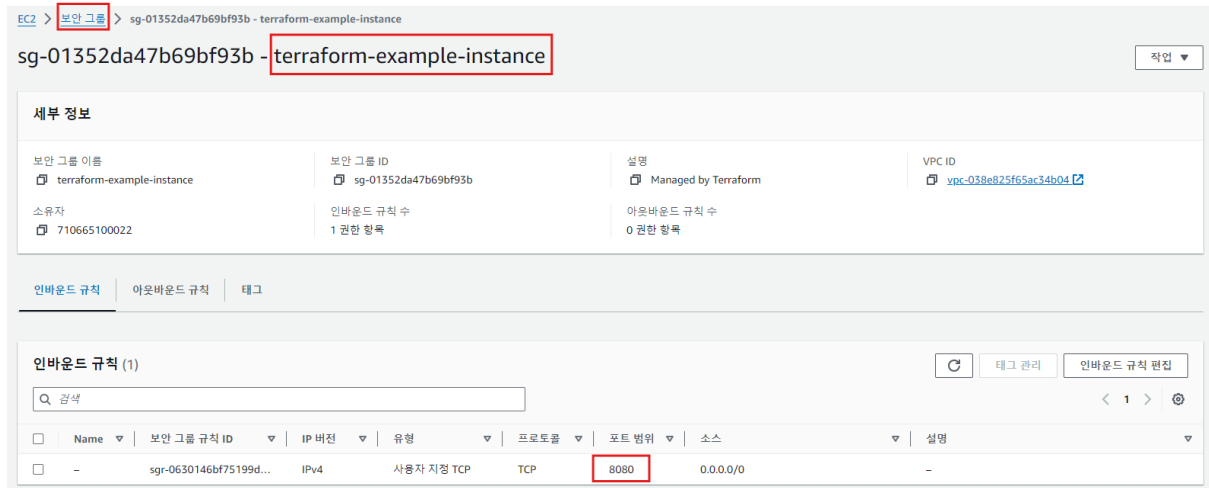 EC2 > 보안 그룹 > sg-01352da47b69bf93b - terraform-example-instance
sg-01352da47b69bf93b - terraform-example-instance
작업 ▼
세부 정보
보안 그룹 이름 보안 그룹 ID 설명 VPC ID
terraform-example-instance sg-01352da47b69bf93b Managed by Terraform vpc-038e825f65ac34b04
소유자 인바운드 규칙 수 아웃바운드 규칙 수
710665100022 1 권한 항목 0 권한 항목
인바운드 규칙 아웃바운드 규칙 태그
인바운드 규칙 (1) 태그 관리 인바운드 규칙 편집
검색 < 1 >
Name 보안 그룹 규칙 ID IP 버전 유형 프로토콜 포트 범위 소스 설명
– sgr-0630146bf75199d... IPv4 사용자 지정 TCP TCP 8080 0.0.0.0/0 –